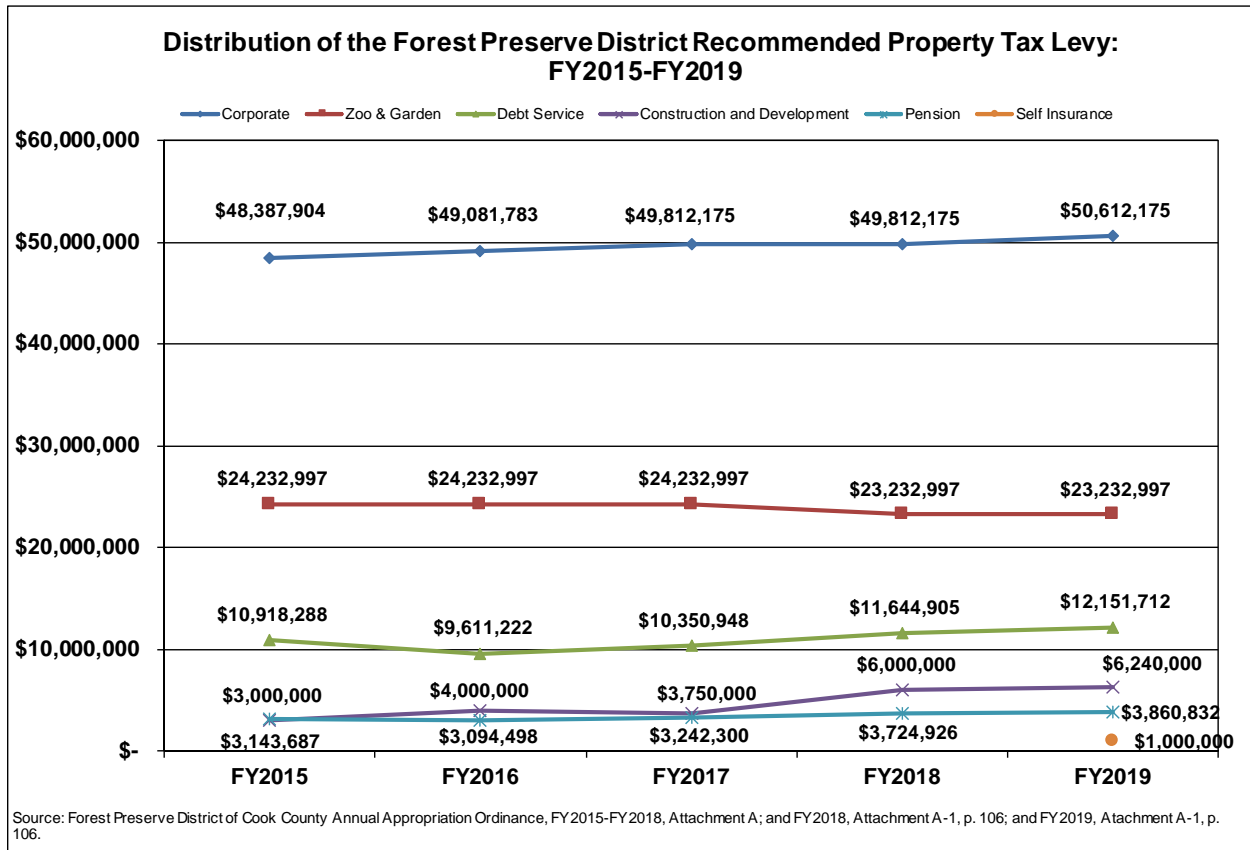 Distribution of the Forest Preserve District Recommended Property Tax Levy:
FY2015-FY2019
Corporate Zoo & Garden Debt Service Construction and Development Pension Self Insurance
$60,000,000
$48,387,904 $49,081,783 $49,812,175 $49,812,175 $50,612,175
$50,000,000
$40,000,000
$30,000,000
$24,232,997 $24,232,997 $24,232,997 $23,232,997 $23,232,997
$20,000,000
$10,918,288 $9,611,222 $10,350,948 $11,644,905 $12,151,712
$10,000,000
$3,000,000 $4,000,000 $3,750,000 $6,000,000 $6,240,000
$3,143,687 $3,094,498 $3,242,300 $3,724,926 $3,860,832
$1,000,000
$-
FY2015 FY2016 FY2017 FY2018 FY2019
Source: Forest Preserve District of Cook County Annual Appropriation Ordinance, FY2015-FY2018, Attachment A; and FY2018, Attachment A-1, p. 106; and FY2019, Atachment A-1, p.
106.